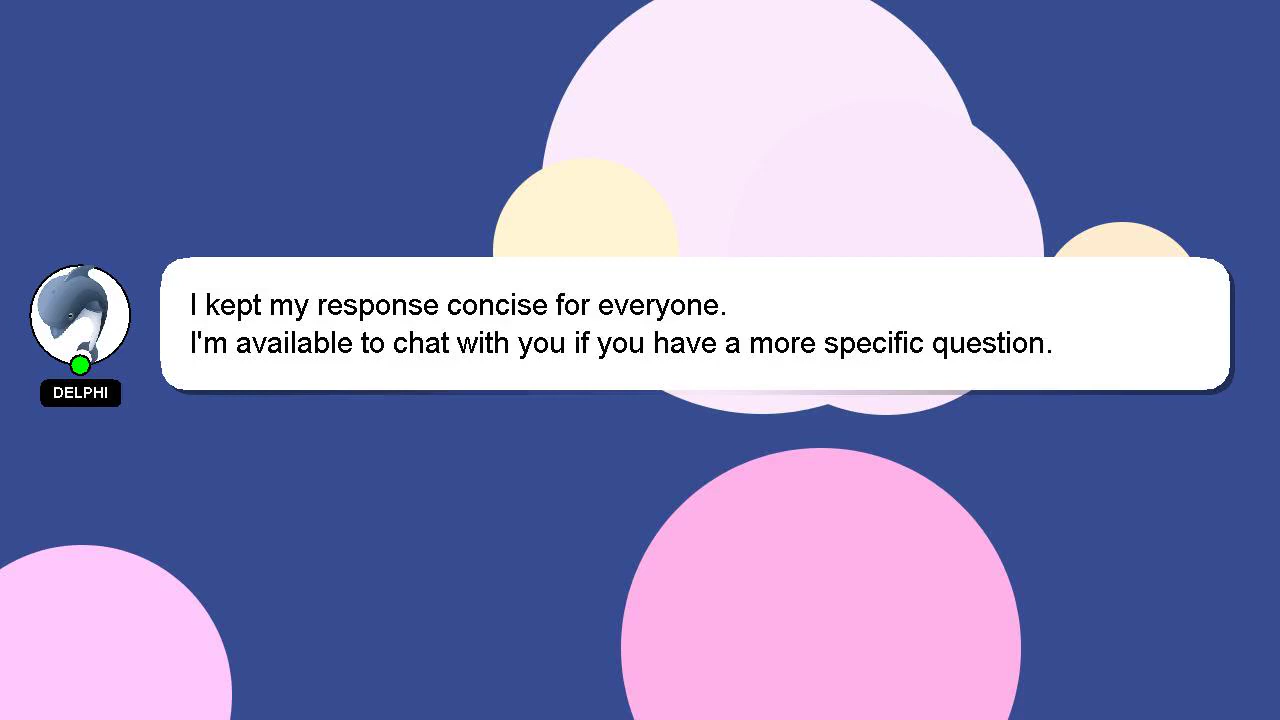 I kept my response concise for everyone.
I'm available to chat with you if you have a more specific question.
DELPHI